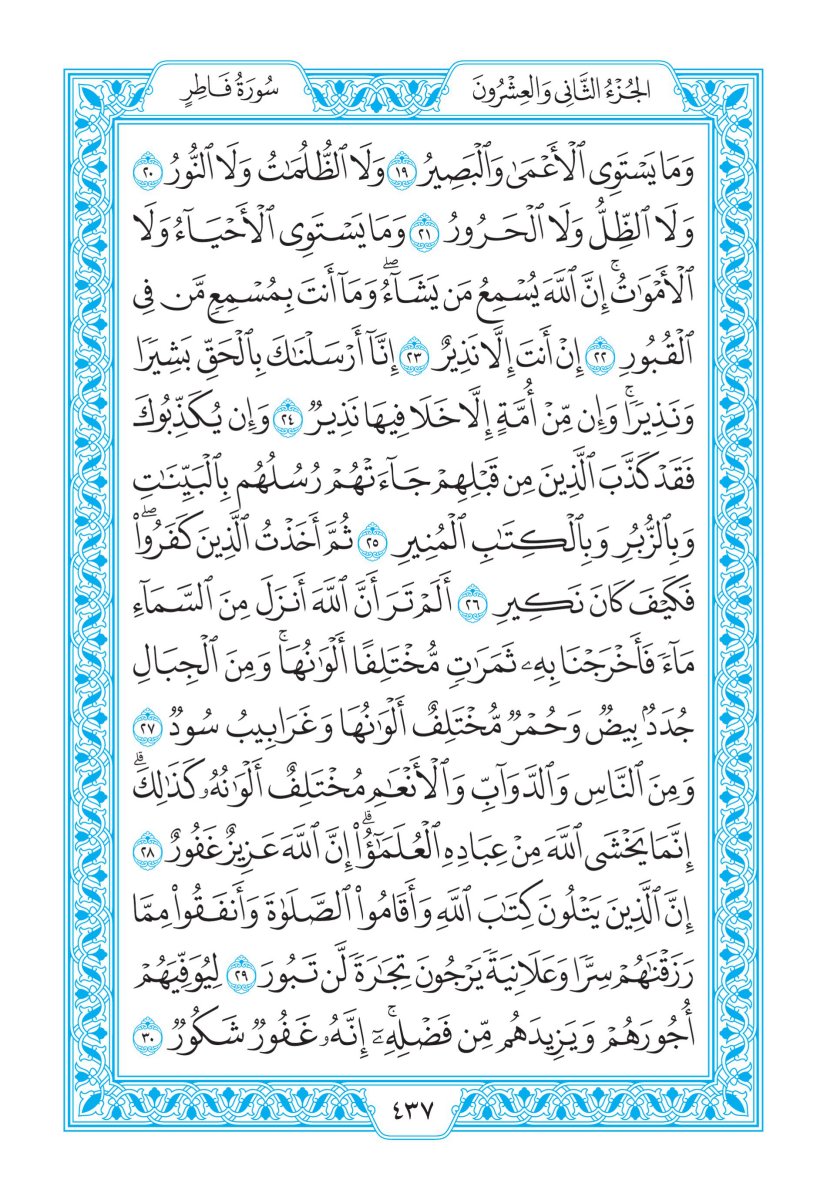 الجُزْءُ الثَّانِي وَالعِشْرُونَ
سُورَةُ فَاطِرٍ
وَمَا يَسْتَوِي ٱلْأَعْمَىٰ وَٱلْبَصِيرُ ١٩ وَلَا ٱلظُّلُمَٰتُ وَلَا ٱلنُّورُ ٢٠
وَلَا ٱلظِّلُّ وَلَا ٱلْحَرُورُ ٢١ وَمَا يَسْتَوِي ٱلْأَحْيَآءُ وَلَا
ٱلْأَمْوَٰتُۚ إِنَّ ٱللَّهَ يُسْمِعُ مَن يَشَآءُۖ وَمَآ أَنتَ بِمُسْمِعٖ مَّن فِي
ٱلْقُبُورِ ٢٢ إِنْ أَنتَ إِلَّا نَذِيرٌ ٢٣ إِنَّآ أَرْسَلْنَٰكَ بِٱلْحَقِّ بَشِيرٗا
وَنَذِيرٗاۚ وَإِن مِّنْ أُمَّةٍ إِلَّا خَلَا فِيهَا نَذِيرٞ ٢٤ وَإِن يُكَذِّبُوكَ
فَقَدْ كَذَّبَ ٱلَّذِينَ مِن قَبْلِهِمْ جَآءَتْهُمْ رُسُلُهُم بِٱلْبَيِّنَٰتِ
وَبِٱلزُّبُرِ وَبِٱلْكِتَٰبِ ٱلْمُنِيرِ ٢٥ ثُمَّ أَخَذْتُ ٱلَّذِينَ كَفَرُواْۖ
فَكَيْفَ كَانَ نَكِيرِ ٢٦ أَلَمْ تَرَ أَنَّ ٱللَّهَ أَنزَلَ مِنَ ٱلسَّمَآءِ
مَآءٗ فَأَخْرَجْنَا بِهِۦ ثَمَرَٰتٖ مُّخْتَلِفًا أَلْوَٰنُهَاۚ وَمِنَ ٱلْجِبَالِ
جُدَدُۢ بِيضٞ وَحُمْرٞ مُّخْتَلِفٌ أَلْوَٰنُهَا وَغَرَابِيبُ سُودٞ ٢٧
وَمِنَ ٱلنَّاسِ وَٱلدَّوَآبِّ وَٱلْأَنْعَٰمِ مُخْتَلِفٌ أَلْوَٰنُهُۥ كَذَٰلِكَۗ
إِنَّمَا يَخْشَى ٱللَّهَ مِنْ عِبَادِهِ ٱلْعُلَمَٰٓؤُاْۗ إِنَّ ٱللَّهَ عَزِيزٌ غَفُورٌ ٢٨
إِنَّ ٱلَّذِينَ يَتْلُونَ كِتَٰبَ ٱللَّهِ وَأَقَامُواْ ٱلصَّلَوٰةَ وَأَنفَقُواْ مِمَّا
رَزَقْنَٰهُمْ سِرّٗا وَعَلَانِيَةٗ يَرْجُونَ تِجَٰرَةٗ لَّن تَبُورَ ٢٩ لِيُوَفِّيَهُمْ
أُجُورَهُمْ وَيَزِيدَهُم مِّن فَضْلِهِۦٓۚ إِنَّهُۥ غَفُورٞ شَكُورٞ ٣٠
٤٣٧